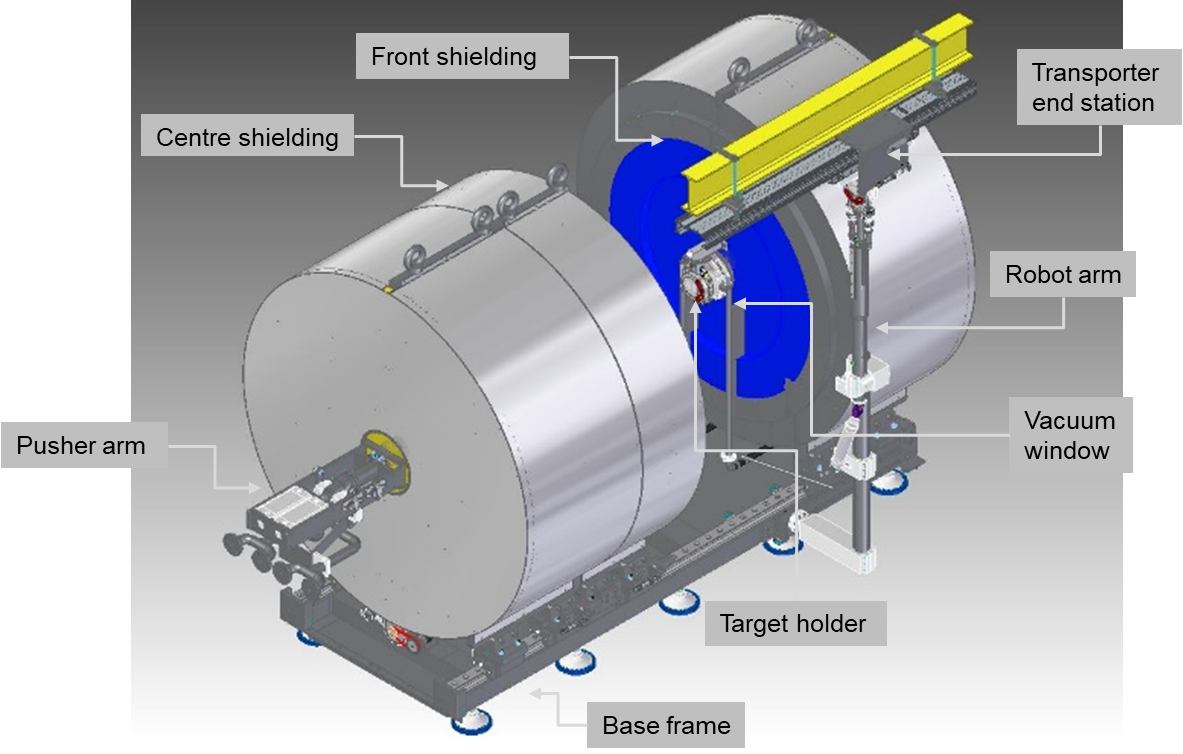 Front shielding
Transporter
end station
Centre shielding
Robot arm
Pusher arm
Vacuum
window
Target holder
Base frame